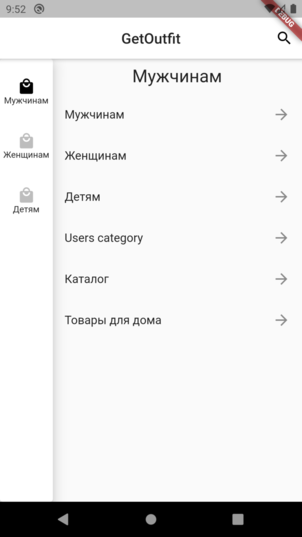 9:52
DEBUG
GetOutfit
Мужчинам
Женщинам
Детям
Мужчинам
Мужчинам
Женщинам
Детям
Users category
Каталог
Товары для дома